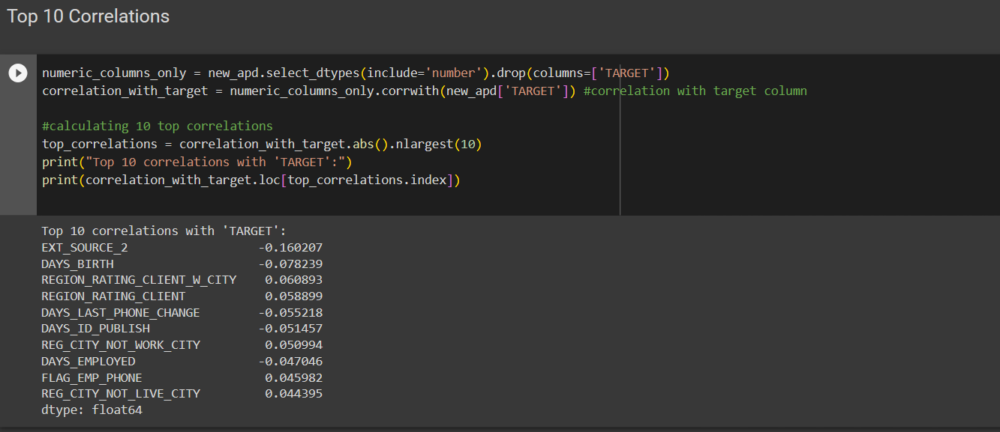 Top 10 Correlations
numeric_columns_only = new_apd.select_dtypes(include='number').drop(columns=['TARGET'])
correlation_with_target = numeric_columns_only.corrwith(new_apd['TARGET']) #correlation with target column
#calculating 10 top correlations
top_correlations = correlation_with_target.abs().nlargest(10)
print("Top 10 correlations with 'TARGET':")
print(correlation_with_target.loc[top_correlations.index])
Top 10 correlations with 'TARGET':
EXT_SOURCE_2 -0.160207
DAYS_BIRTH -0.078239
REGION_RATING_CLIENT_W_CITY 0.060893
REGION_RATING_CLIENT 0.058899
DAYS_LAST_PHONE_CHANGE -0.055218
DAYS_ID_PUBLISH -0.051457
REG_CITY_NOT_WORK_CITY 0.050994
DAYS_EMPLOYED -0.047046
FLAG_EMP_PHONE 0.045982
REG_CITY_NOT_LIVE_CITY 0.044395
dtype: float64